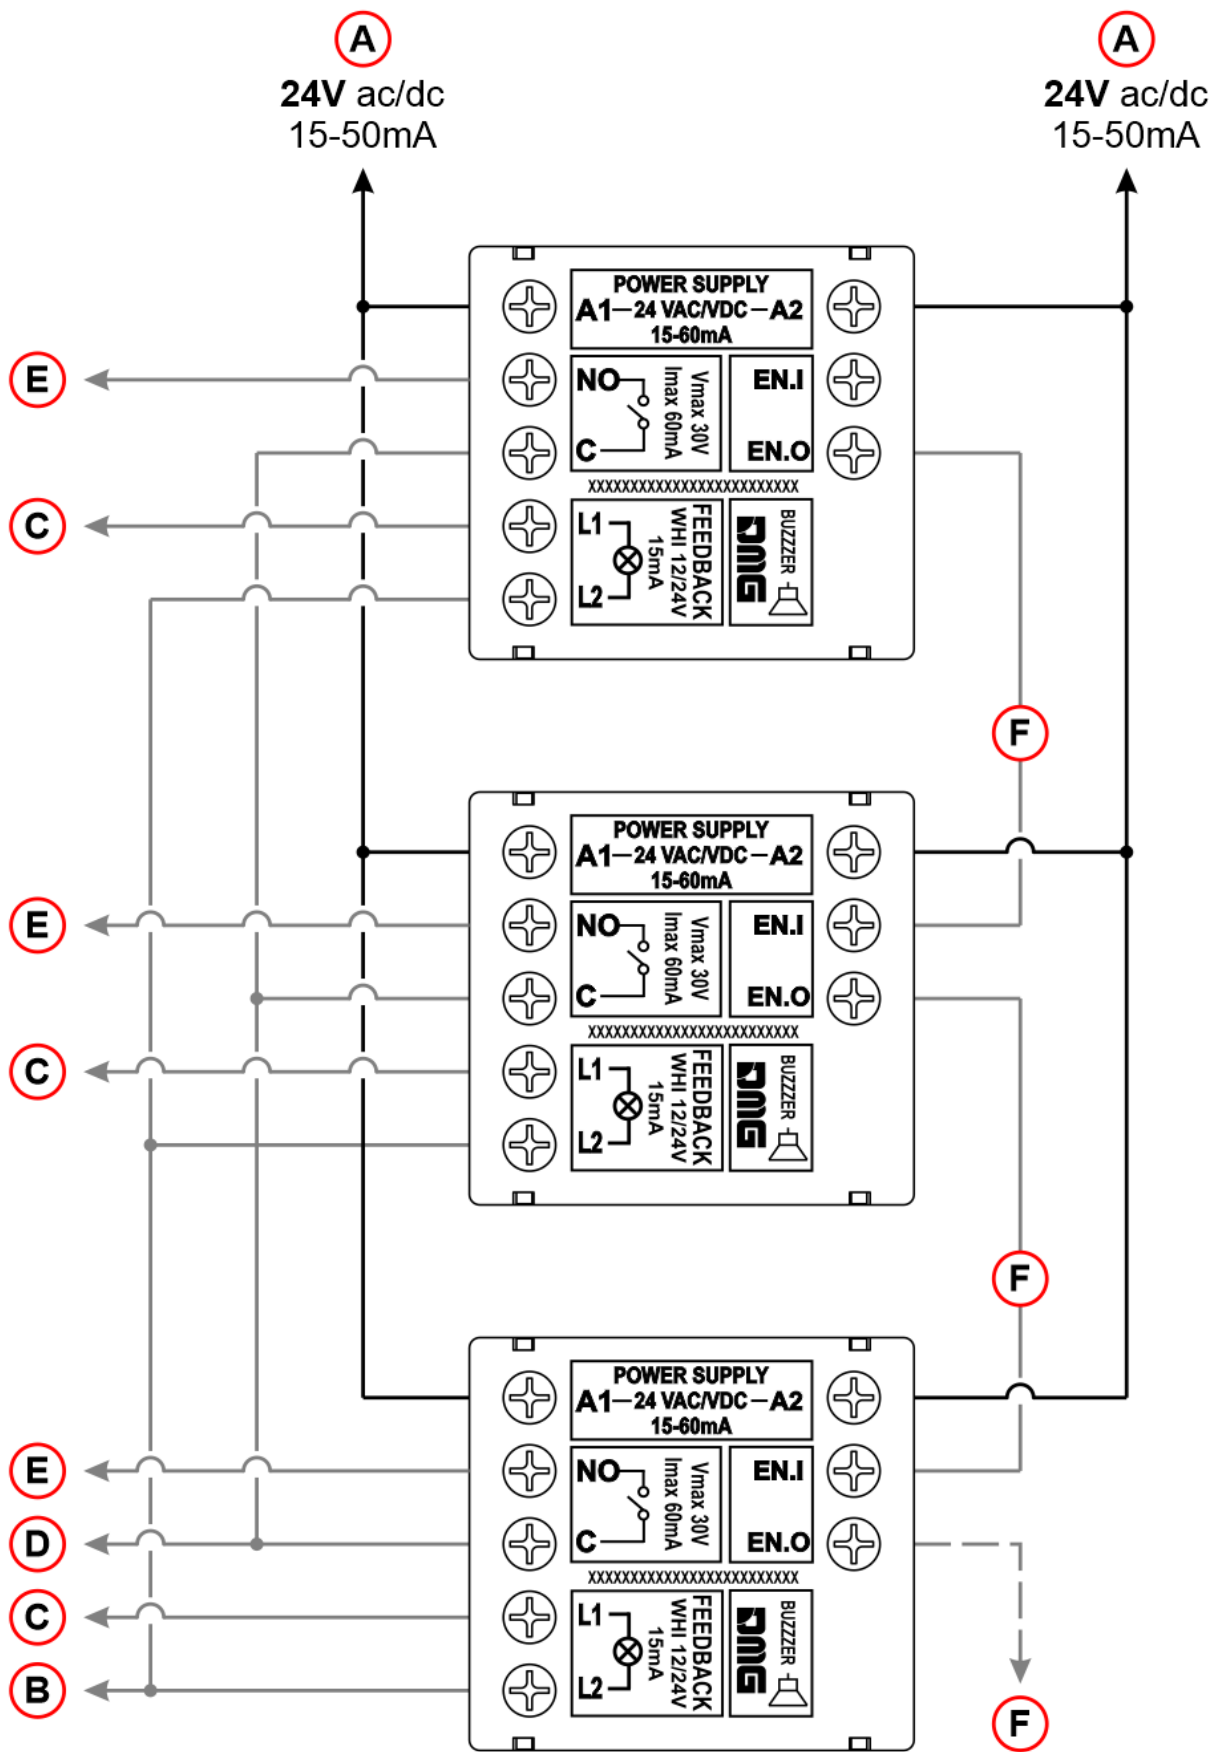 A
A
24V ac/dc
15-50mA
24V ac/dc
15-50mA
POWER SUPPLY
A1 — 24 VAC/VDC — A2
15-60mA
E
NO
C
Vmax 30V
Imax 60mA
EN.I
EN.O
XXXXXXXXXXXXXXXXXXXXXXXXX
C
L1
L2
FEEDBACK
WHI 12/24V
15mA
DMG
BUZZZER
F
POWER SUPPLY
A1 — 24 VAC/VDC — A2
15-60mA
E
NO
C
Vmax 30V
Imax 60mA
EN.I
EN.O
XXXXXXXXXXXXXXXXXXXXXXXXX
C
L1
L2
FEEDBACK
WHI 12/24V
15mA
DMG
BUZZZER
F
POWER SUPPLY
A1 — 24 VAC/VDC — A2
15-60mA
E
NO
C
Vmax 30V
Imax 60mA
EN.I
EN.O
D
XXXXXXXXXXXXXXXXXXXXXXXXX
C
L1
L2
FEEDBACK
WHI 12/24V
15mA
DMG
BUZZZER
B
F